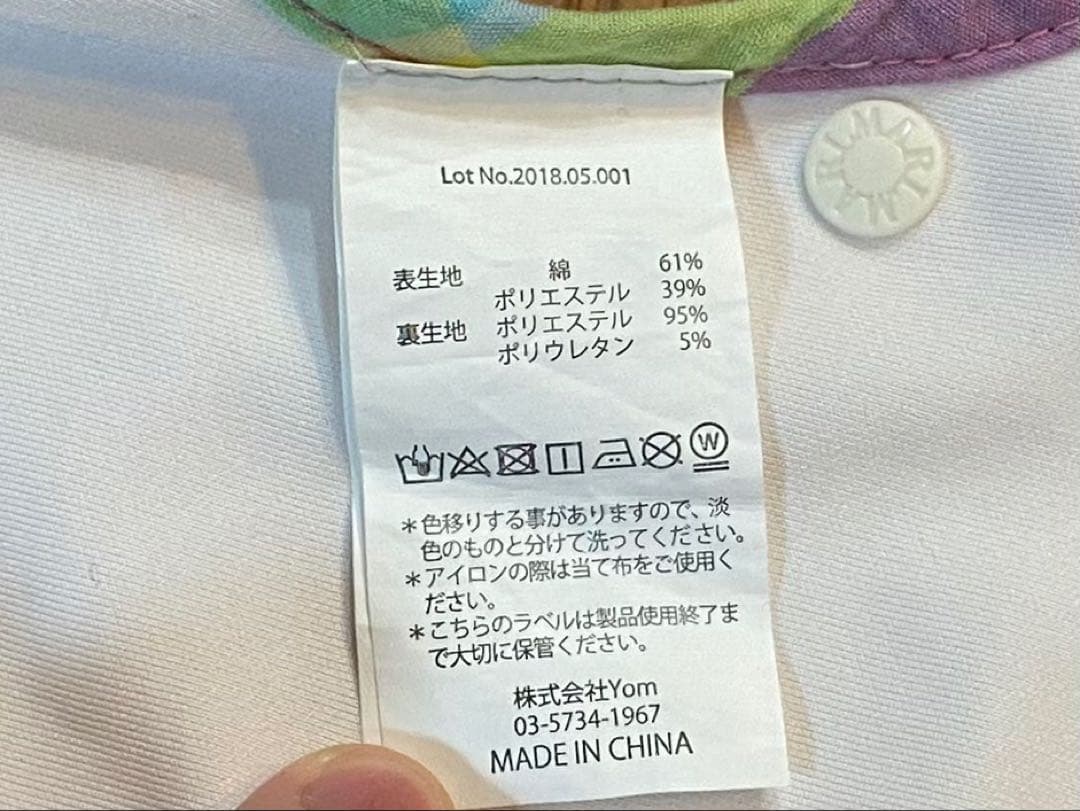 Lot No.2018.05.001
表生地 綿 61%
ポリエステル 39%
裏生地 ポリエステル 95%
ポリウレタン 5%
W
＊色移りする事がありますので、淡
色のものと分けて洗ってください。
＊アイロンの際は当て布をご使用く
ださい。
＊こちらのラベルは製品使用終了ま
で大切に保管ください。
株式会社Yom
03-5734-1967
MADE IN CHINA
MARLMARL